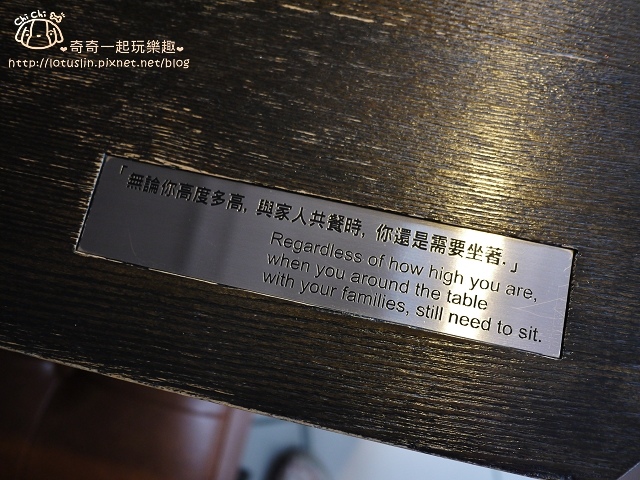 Chi Chi
♥奇奇一起玩樂趣♥
http://lotuslin.pixnet.net/blog
「無論你高度多高, 與家人共餐時, 你還是需要坐著.」
Regardless of how high you are,
when you around the table
with your families, still need to sit.